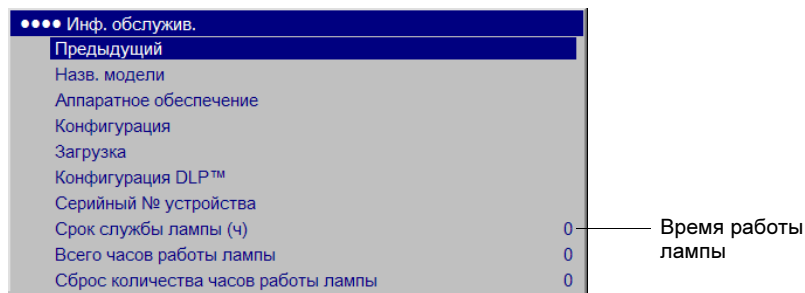 •••• Инф. обслужив.
Предыдущий
Назв. модели
Аппаратное обеспечение
Конфигурация
Загрузка
Конфигурация DLP™
Серийный № устройства
Срок службы лампы (ч) 0
Всего часов работы лампы 0
Сброс количества часов работы лампы 0
Время работы
лампы